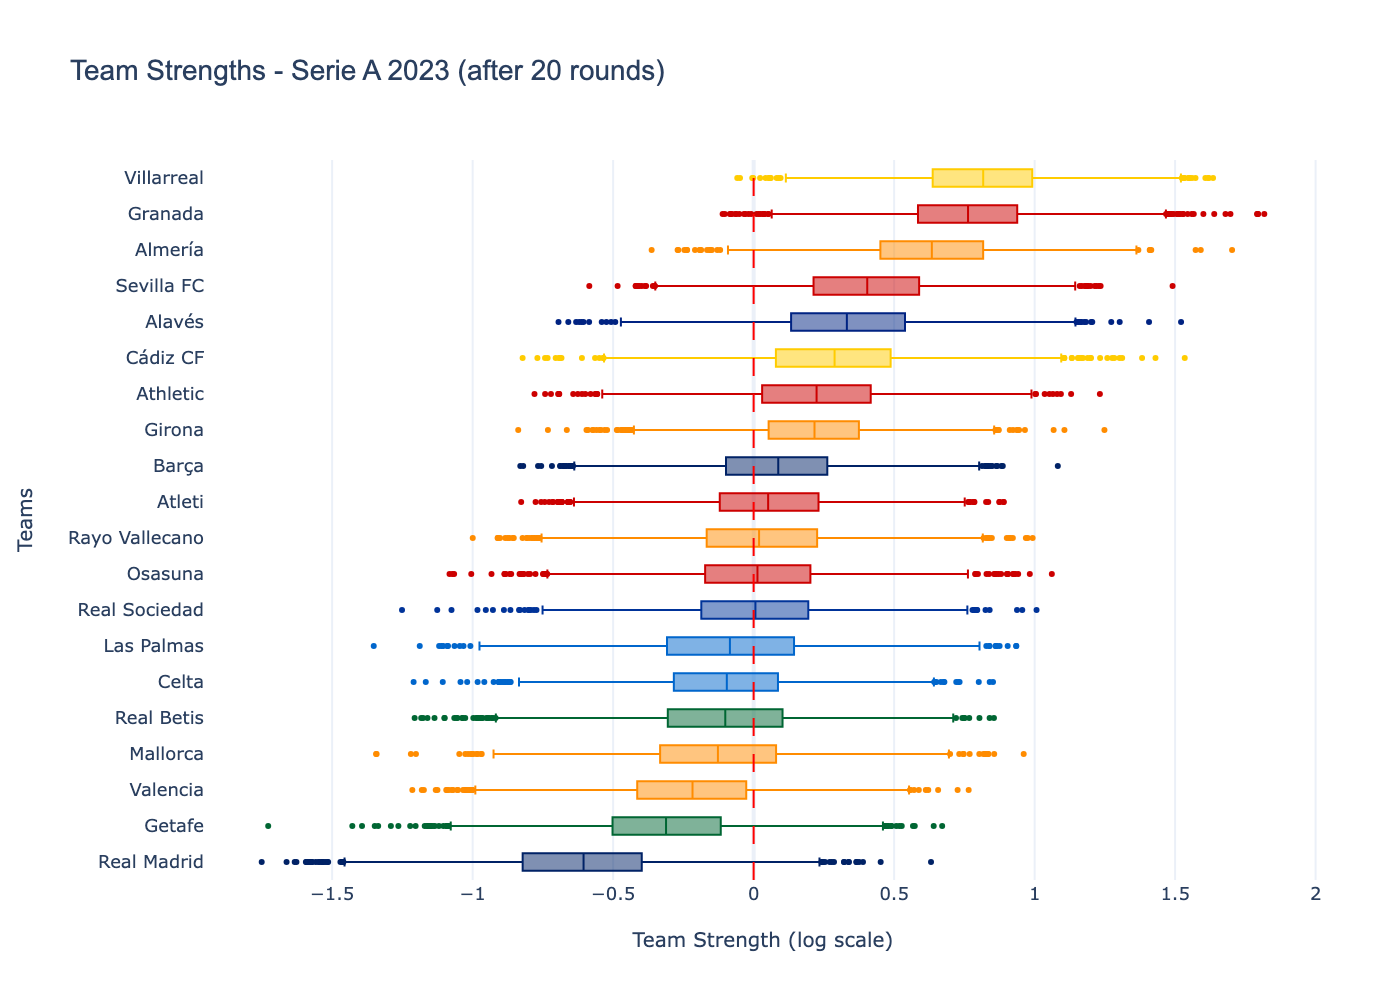 Team Strengths - Serie A 2023 (after 20 rounds)
Villarreal
Granada
Almería
Sevilla FC
Alavés
Cádiz CF
Athletic
Girona
Barça
Atleti
Rayo Vallecano
Osasuna
Real Sociedad
Las Palmas
Celta
Real Betis
Mallorca
Valencia
Getafe
Real Madrid
Teams
−1.5 −1 −0.5 0 0.5 1 1.5 2
Team Strength (log scale)